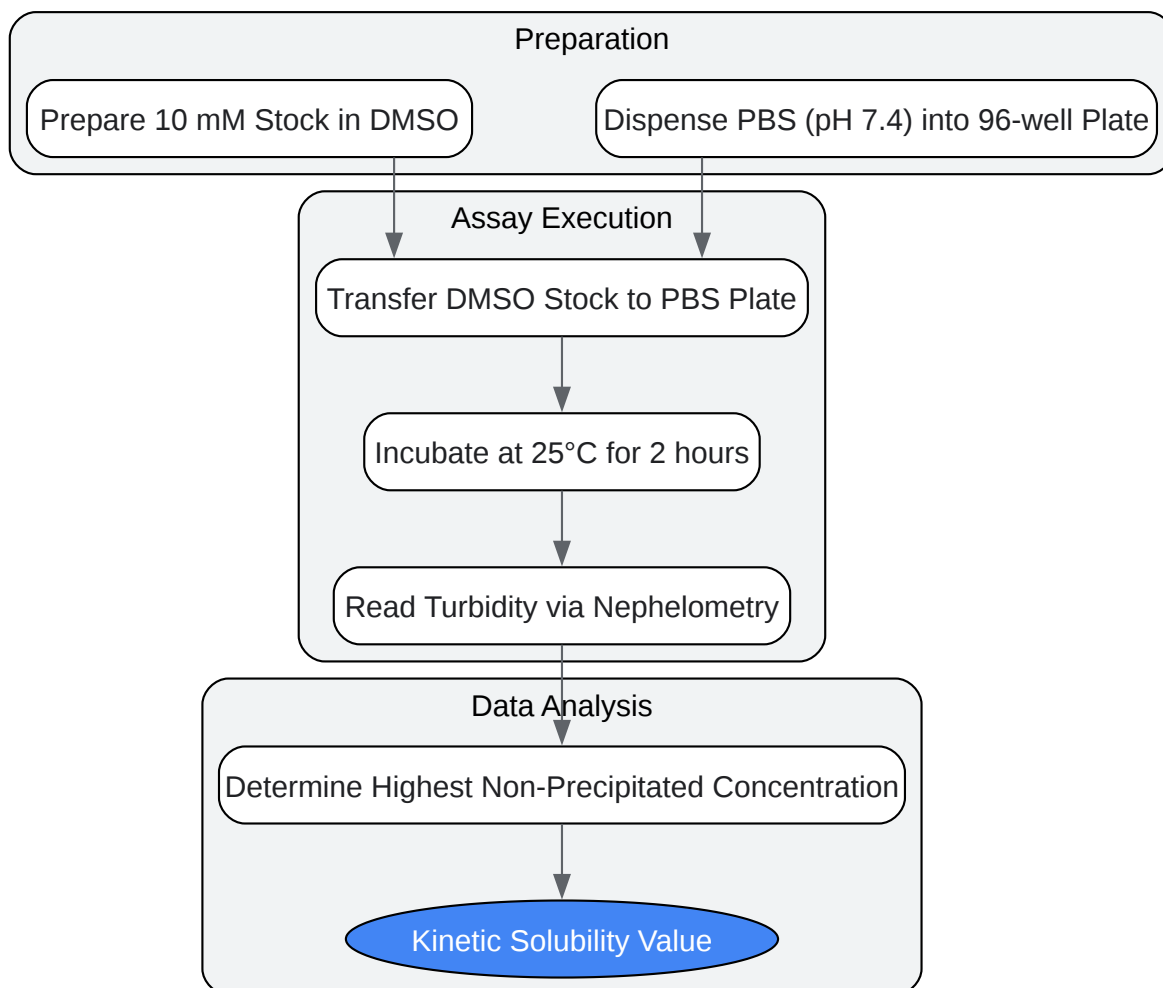 Preparation
Prepare 10 mM Stock in DMSO
Dispense PBS (pH 7.4) into 96-well Plate
Assay Execution
Transfer DMSO Stock to PBS Plate
Incubate at 25°C for 2 hours
Read Turbidity via Nephelometry
Data Analysis
Determine Highest Non-Precipitated Concentration
Kinetic Solubility Value